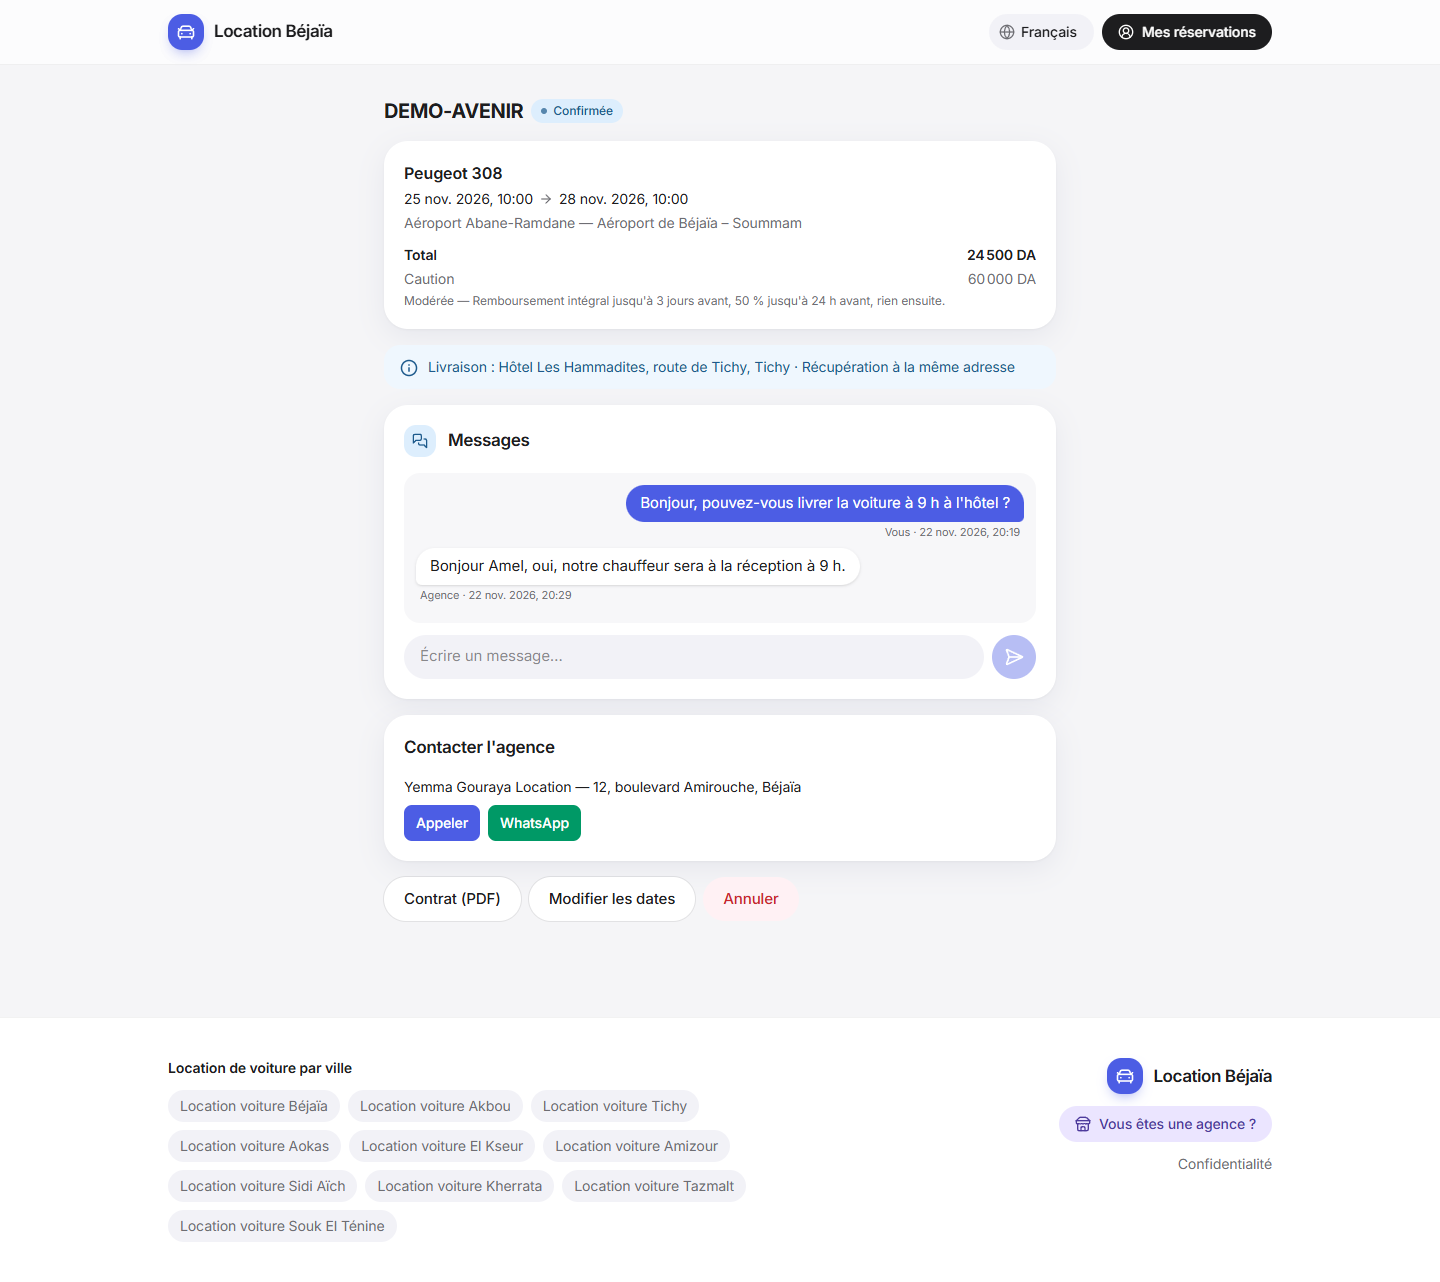 Location Béjaïa
Français
Mes réservations
DEMO-AVENIR
Confirmée
Peugeot 308
25 nov. 2026, 10:00 → 28 nov. 2026, 10:00
Aéroport Abane-Ramdane — Aéroport de Béjaïa – Soummam
Total 24 500 DA
Caution 60 000 DA
Modérée — Remboursement intégral jusqu'à 3 jours avant, 50 % jusqu'à 24 h avant, rien ensuite.
Livraison : Hôtel Les Hammadites, route de Tichy, Tichy · Récupération à la même adresse
Messages
Bonjour, pouvez-vous livrer la voiture à 9 h à l'hôtel ?
Vous · 22 nov. 2026, 20:19
Bonjour Amel, oui, notre chauffeur sera à la réception à 9 h.
Agence · 22 nov. 2026, 20:29
Écrire un message...
Contacter l'agence
Yemma Gouraya Location — 12, boulevard Amirouche, Béjaïa
Appeler
WhatsApp
Contrat (PDF)
Modifier les dates
Annuler
Location de voiture par ville
Location voiture Béjaïa
Location voiture Akbou
Location voiture Tichy
Location voiture Aokas
Location voiture El Kseur
Location voiture Amizour
Location voiture Sidi Aïch
Location voiture Kherrata
Location voiture Tazmalt
Location voiture Souk El Ténine
Location Béjaïa
Vous êtes une agence ?
Confidentialité